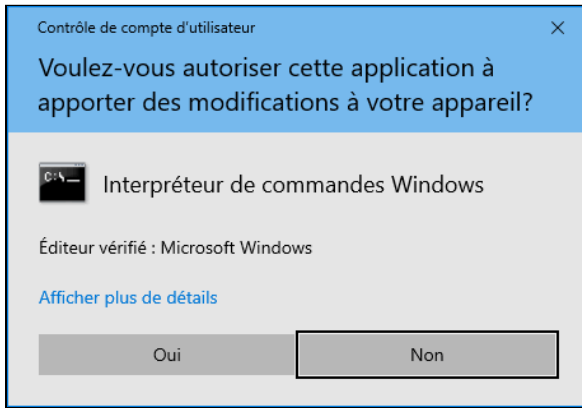 Contrôle de compte d'utilisateur
Voulez-vous autoriser cette application à
apporter des modifications à votre appareil?
C:\_
Interpréteur de commandes Windows
Éditeur vérifié : Microsoft Windows
Afficher plus de détails
Oui
Non